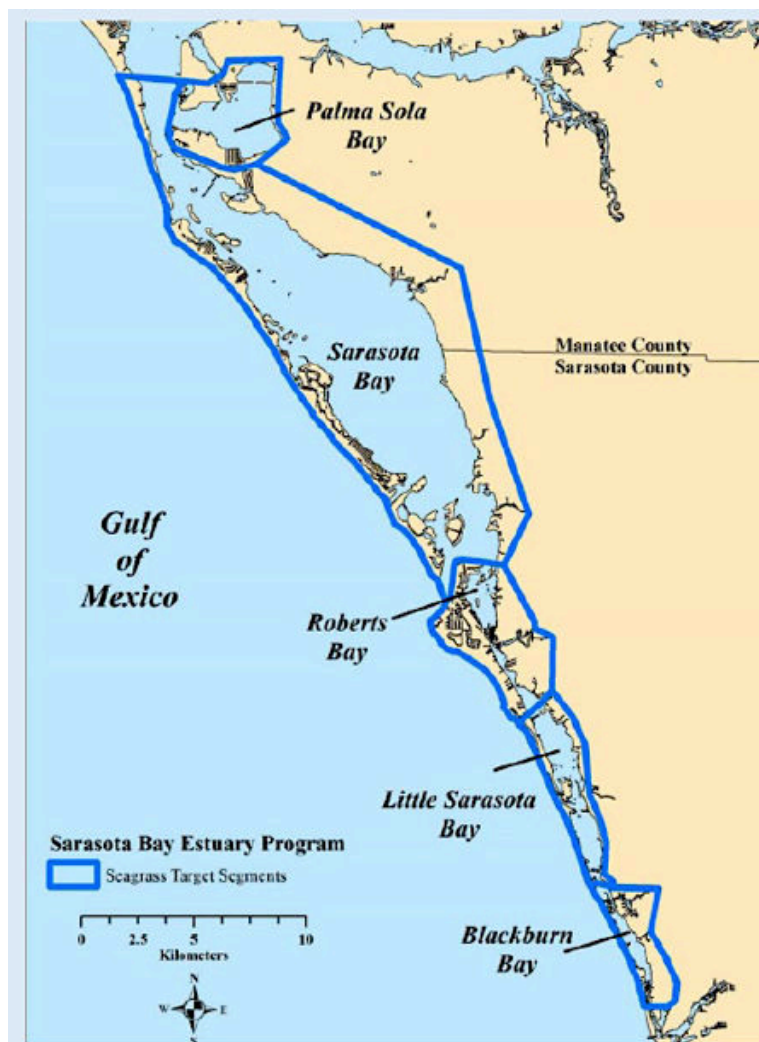 Palma Sola
Bay
Manatee County
Sarasota County
Sarasota
Bay
Gulf
of
Mexico
Roberts
Bay
Little Sarasota
Bay
Sarasota Bay Estuary Program
Seagrass Target Segments
0 2.5 5 10
Kilometers
Blackburn
Bay
N
W E
S